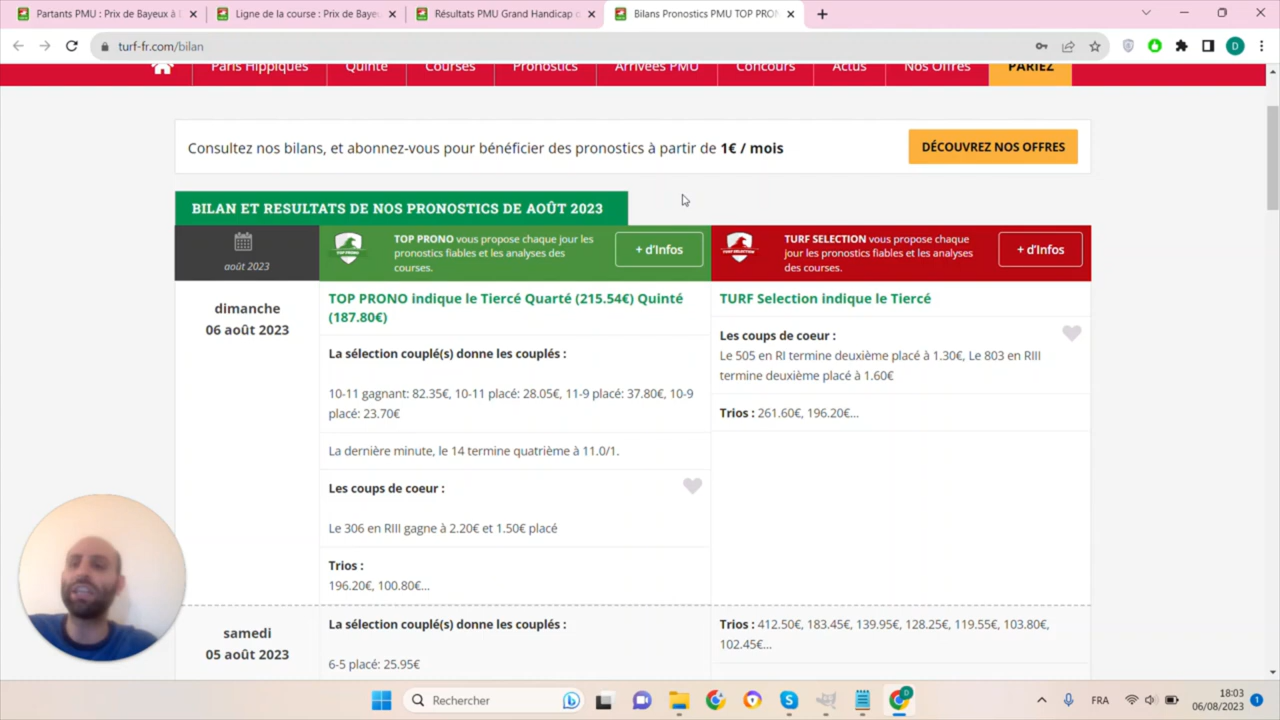 Partants PMU : Prix de Bayeux à
Ligne de la course : Prix de Baye
Résultats PMU Grand Handicap
Bilans Pronostics PMU TOP PRO
turf-fr.com/bilan
D
Paris Hippiques
Quinté
Courses
Pronostics
Arrivées PMU
Concours
Actus
Nos Offres
PARIEZ
Consultez nos bilans, et abonnez-vous pour bénéficier des pronostics à partir de 1€ / mois
DÉCOUVREZ NOS OFFRES
BILAN ET RESULTATS DE NOS PRONOSTICS DE AOÛT 2023
août 2023
TOP PRONO vous propose chaque jour les
pronostics fiables et les analyses des
courses.
+ d'Infos
TURF SELECTION vous propose chaque
jour les pronostics fiables et les analyses
des courses.
+ d'Infos
dimanche
06 août 2023
TOP PRONO indique le Tiercé Quarté (215.54€) Quinté
(187.80€)
La sélection couplé(s) donne les couplés :
10-11 gagnant: 82.35€, 10-11 placé: 28.05€, 11-9 placé: 37.80€, 10-9
placé: 23.70€
La dernière minute, le 14 termine quatrième à 11.0/1.
Les coups de coeur :
Le 306 en RIII gagne à 2.20€ et 1.50€ placé
Trios :
196.20€, 100.80€...
TURF Selection indique le Tiercé
Les coups de coeur :
Le 505 en RI termine deuxième placé à 1.30€, Le 803 en RIII
termine deuxième placé à 1.60€
Trios : 261.60€, 196.20€...
samedi
05 août 2023
La sélection couplé(s) donne les couplés :
6-5 placé: 25.95€
Trios : 412.50€, 183.45€, 139.95€, 128.25€, 119.55€, 103.80€,
102.45€...
Rechercher
FRA
18:03
06/08/2023